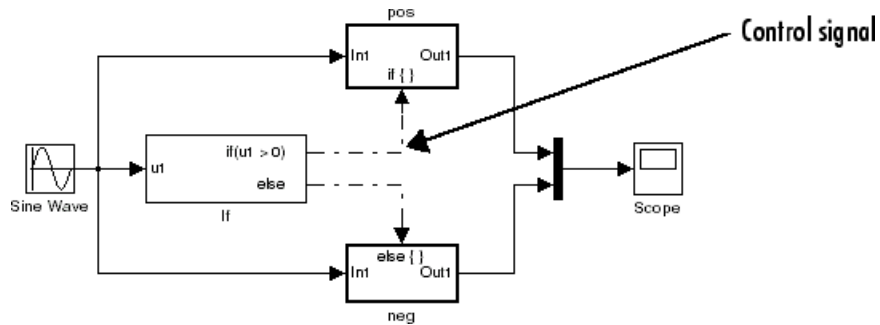 pos
Control signal
In1
Out1
if { }
if(u1 > 0)
u1
else
Sine Wave
If
Scope
else { }
In1
Out1
neg